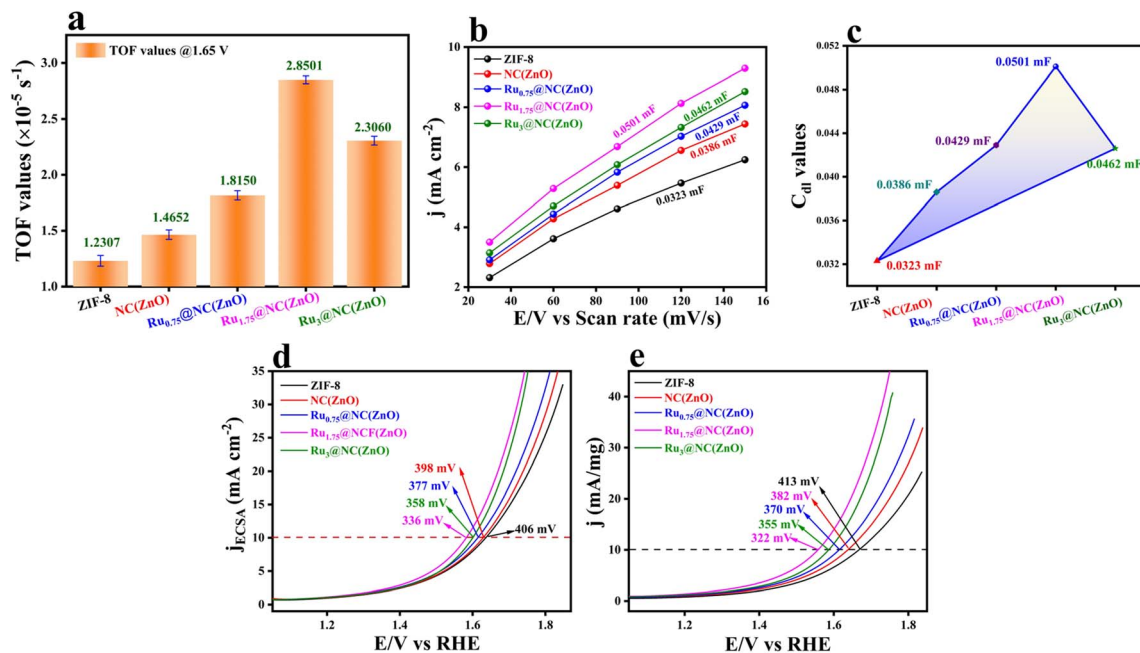 a
TOF values @1.65 V
TOF values (×10⁻⁵ s⁻¹)
3.0
2.5
2.0
1.5
1.0
1.2307
1.4652
1.8150
2.8501
2.3060
ZIF-8
NC(ZnO)
Ru0.75@NC(ZnO)
Ru1.75@NC(ZnO)
Ru3@NC(ZnO)
b
j (mA cm⁻²)
10
8
6
4
2
ZIF-8
NC(ZnO)
Ru0.75@NC(ZnO)
Ru1.75@NC(ZnO)
Ru3@NC(ZnO)
0.0501 mF
0.0462 mF
0.0429 mF
0.0386 mF
0.0323 mF
20 40 60 80 100 120 140 16
E/V vs Scan rate (mV/s)
c
Cdl values
0.052
0.048
0.044
0.040
0.036
0.032
0.0501 mF
0.0429 mF
0.0462 mF
0.0386 mF
0.0323 mF
ZIF-8
NC(ZnO)
Ru0.75@NC(ZnO)
Ru1.75@NC(ZnO)
Ru3@NC(ZnO)
d
jECSA (mA cm⁻²)
35
30
25
20
15
10
5
0
ZIF-8
NC(ZnO)
Ru0.75@NC(ZnO)
Ru1.75@NCF(ZnO)
Ru3@NC(ZnO)
398 mV
377 mV
358 mV
336 mV
406 mV
1.2 1.4 1.6 1.8
E/V vs RHE
e
j (mA/mg)
40
30
20
10
0
ZIF-8
NC(ZnO)
Ru0.75@NC(ZnO)
Ru1.75@NC(ZnO)
Ru3@NC(ZnO)
413 mV
382 mV
370 mV
355 mV
322 mV
1.2 1.4 1.6 1.8
E/V vs RHE